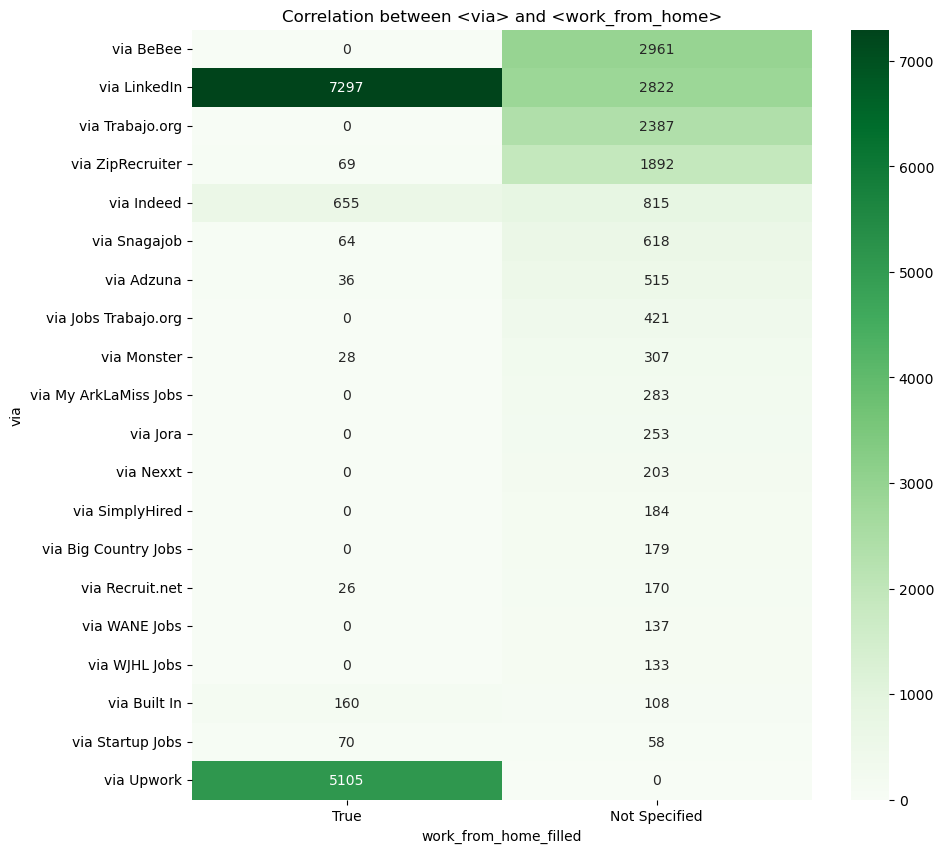 Correlation between <via> and <work_from_home>
via BeBee 0 2961
via LinkedIn 7297 2822
via Trabajo.org 0 2387
via ZipRecruiter 69 1892
via Indeed 655 815
via Snagajob 64 618
via Adzuna 36 515
via Jobs Trabajo.org 0 421
via Monster 28 307
via My ArkLaMiss Jobs 0 283
via Jora 0 253
via Nexxt 0 203
via SimplyHired 0 184
via Big Country Jobs 0 179
via Recruit.net 26 170
via WANE Jobs 0 137
via WJHL Jobs 0 133
via Built In 160 108
via Startup Jobs 70 58
via Upwork 5105 0
via
True Not Specified
work_from_home_filled
7000
6000
5000
4000
3000
2000
1000
0